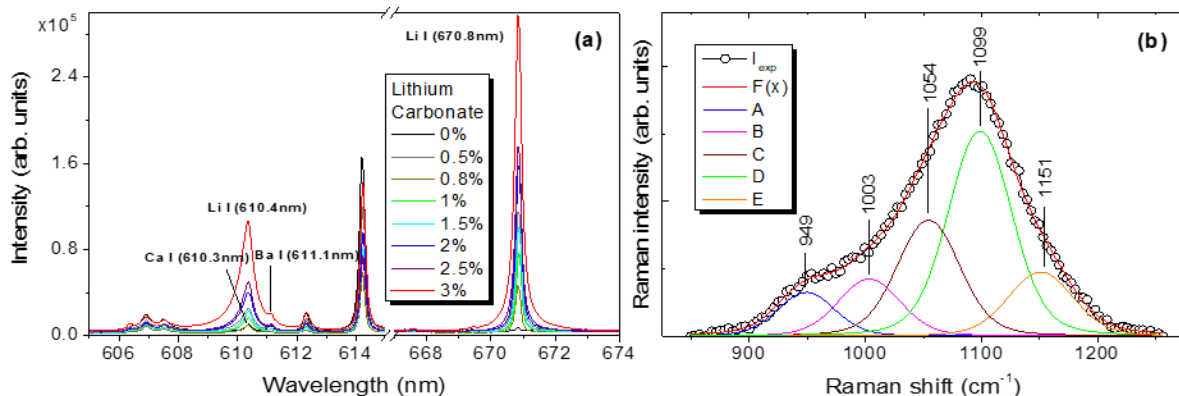 x10⁵
2.4
1.6
0.8
0.0
Intensity (arb. units)
606 608 610 612 614 668 670 672 674
Wavelength (nm)
Li I (670.8nm)
(a)
Li I (610.4nm)
Ca I (610.3nm)
Ba I (611.1nm)
Lithium
Carbonate
0%
0.5%
0.8%
1%
1.5%
2%
2.5%
3%
Raman intensity (arb. units)
I exp
F(x)
A
B
C
D
E
949
1003
1054
1099
1151
(b)
900 1000 1100 1200
Raman shift (cm⁻¹)